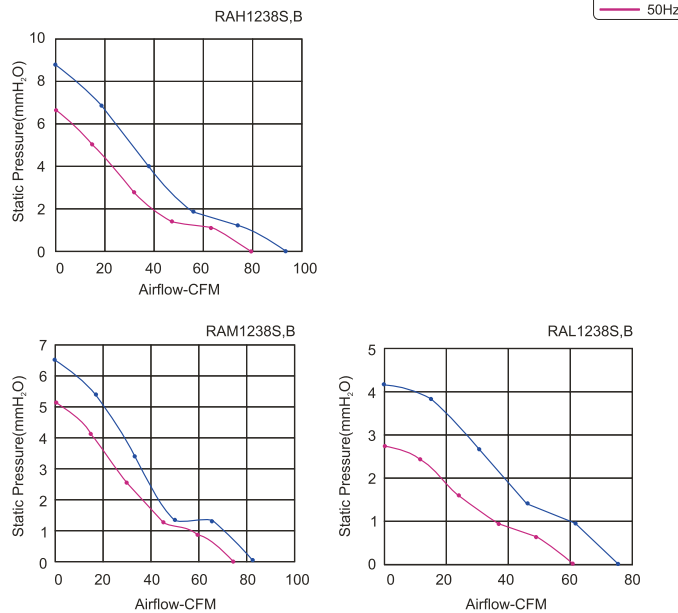 50Hz
RAH1238S,B
Static Pressure(mmH₂O)
10
8
6
4
2
0
0 20 40 60 80 100
Airflow-CFM
RAM1238S,B
Static Pressure(mmH₂O)
7
6
5
4
3
2
1
0
0 20 40 60 80 100
Airflow-CFM
RAL1238S,B
Static Pressure(mmH₂O)
5
4
3
2
1
0
0 20 40 60 80
Airflow-CFM